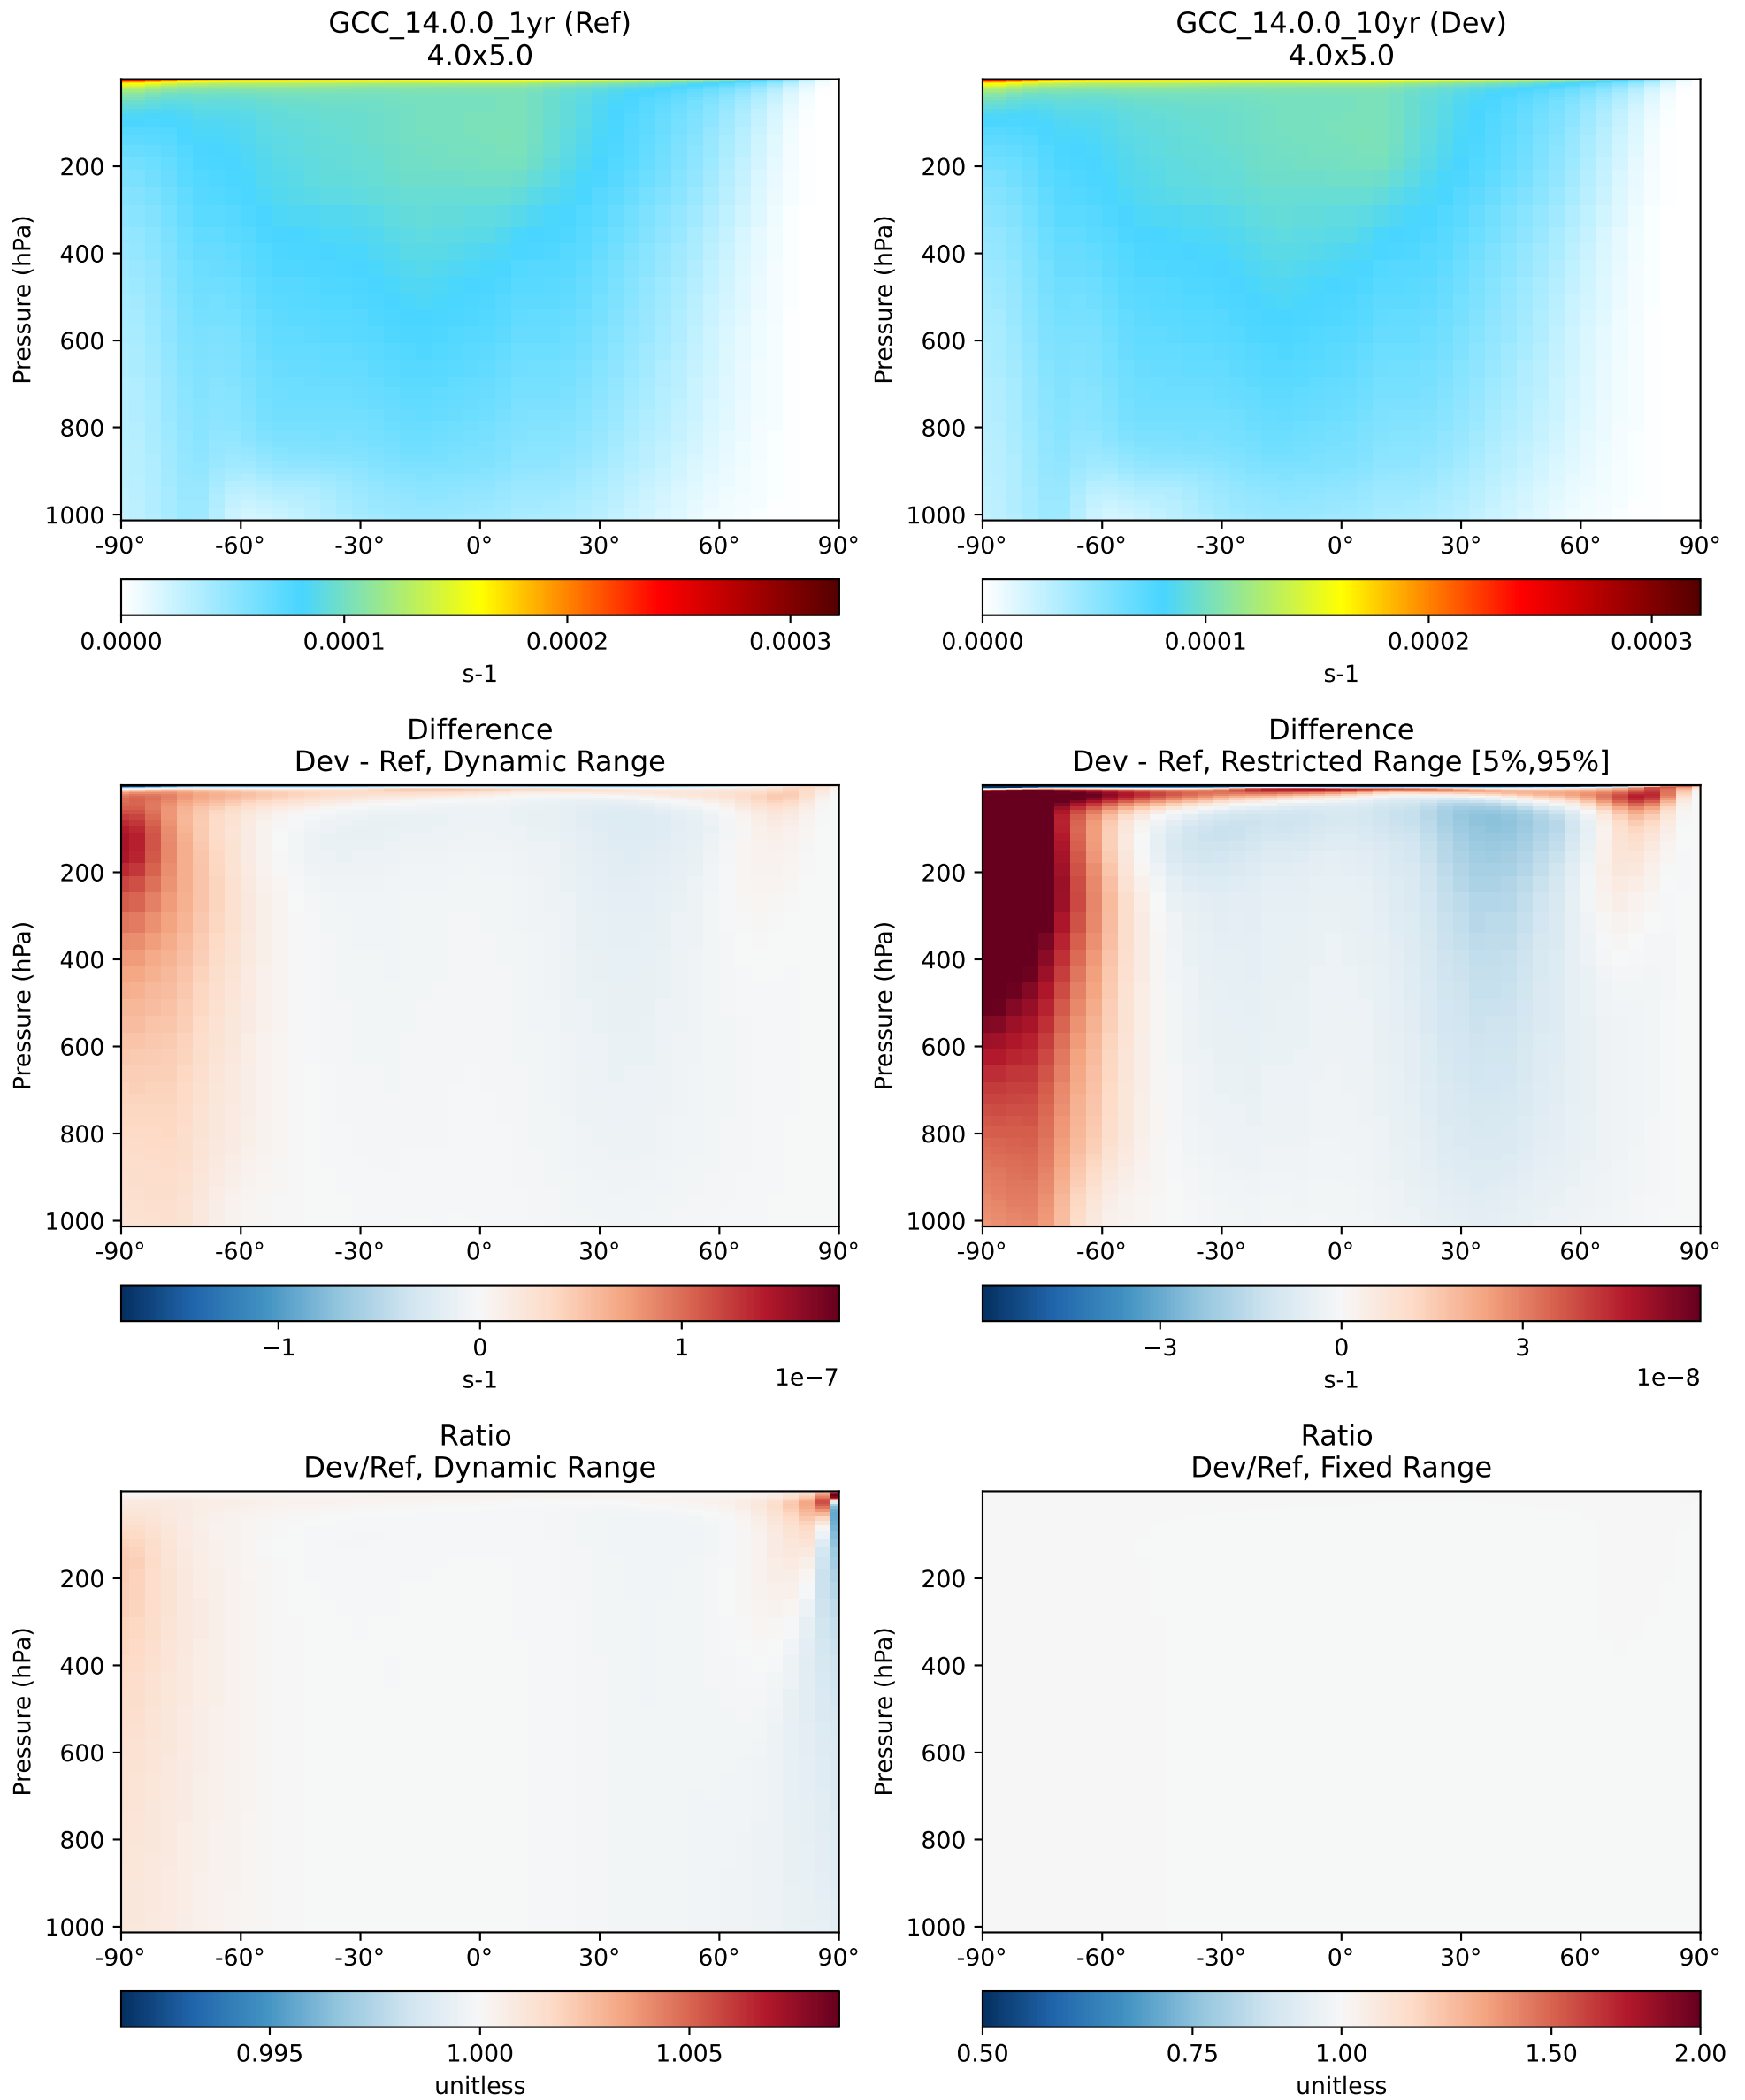 GCC_14.0.0_1yr (Ref)
4.0x5.0
Pressure (hPa)
200
400
600
800
1000
-90° -60° -30° 0° 30° 60° 90°
0.0000 0.0001 0.0002 0.0003
s-1
GCC_14.0.0_10yr (Dev)
4.0x5.0
Pressure (hPa)
200
400
600
800
1000
-90° -60° -30° 0° 30° 60° 90°
0.0000 0.0001 0.0002 0.0003
s-1
Difference
Dev - Ref, Dynamic Range
Pressure (hPa)
200
400
600
800
1000
-90° -60° -30° 0° 30° 60° 90°
−1 0 1
s-1 1e−7
Difference
Dev - Ref, Restricted Range [5%,95%]
Pressure (hPa)
200
400
600
800
1000
-90° -60° -30° 0° 30° 60° 90°
−3 0 3
s-1 1e−8
Ratio
Dev/Ref, Dynamic Range
Pressure (hPa)
200
400
600
800
1000
-90° -60° -30° 0° 30° 60° 90°
0.995 1.000 1.005
unitless
Ratio
Dev/Ref, Fixed Range
Pressure (hPa)
200
400
600
800
1000
-90° -60° -30° 0° 30° 60° 90°
0.50 0.75 1.00 1.50 2.00
unitless